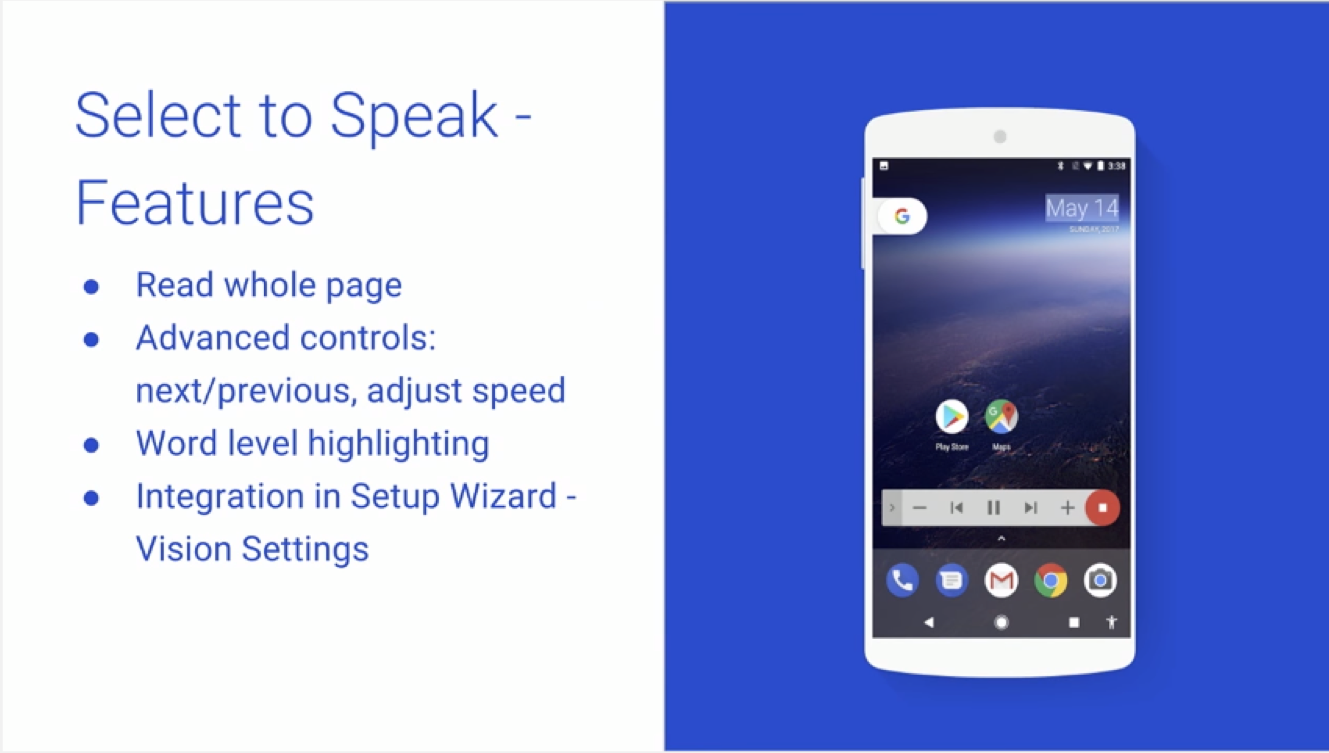 Select to Speak -
Features
● Read whole page
● Advanced controls:
next/previous, adjust speed
● Word level highlighting
● Integration in Setup Wizard -
Vision Settings
3:38
G
May 14
SUNDAY, 2017
Play Store
Maps